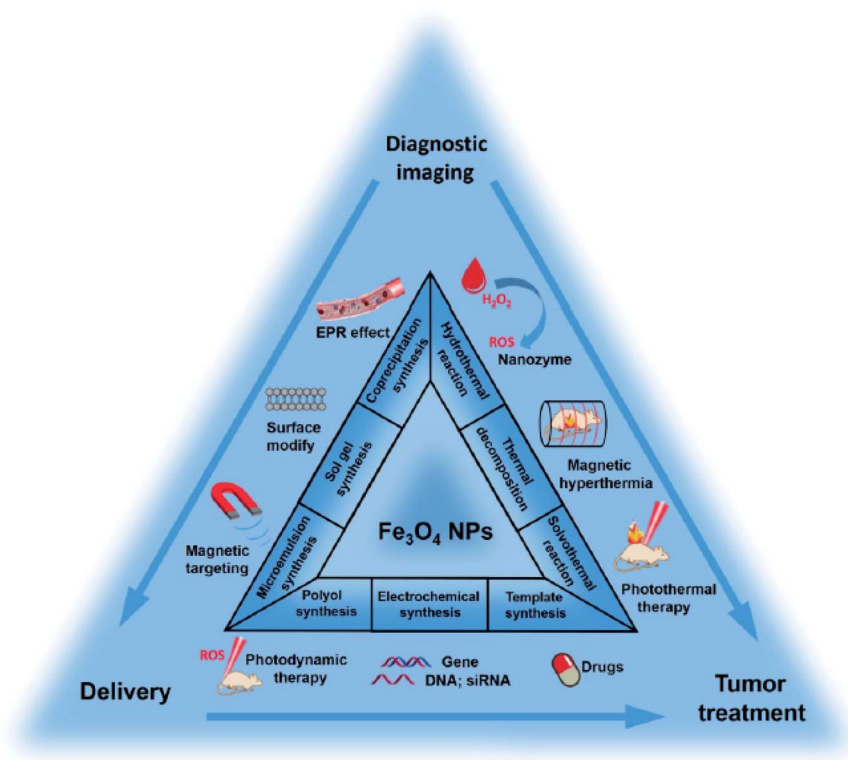 Diagnostic
imaging
EPR effect
H₂O₂
ROS
Nanozyme
Surface
modify
Magnetic
hyperthermia
Magnetic
targeting
Photothermal
therapy
Coprecipitation
synthesis
Sol gel
synthesis
Microemulsion
synthesis
Hydrothermal
reaction
Thermal
decomposition
Solvothermal
reaction
Fe₃O₄ NPs
Polyol
synthesis
Electrochemical
synthesis
Template
synthesis
ROS
Photodynamic
therapy
Gene
DNA; siRNA
Drugs
Delivery
Tumor
treatment